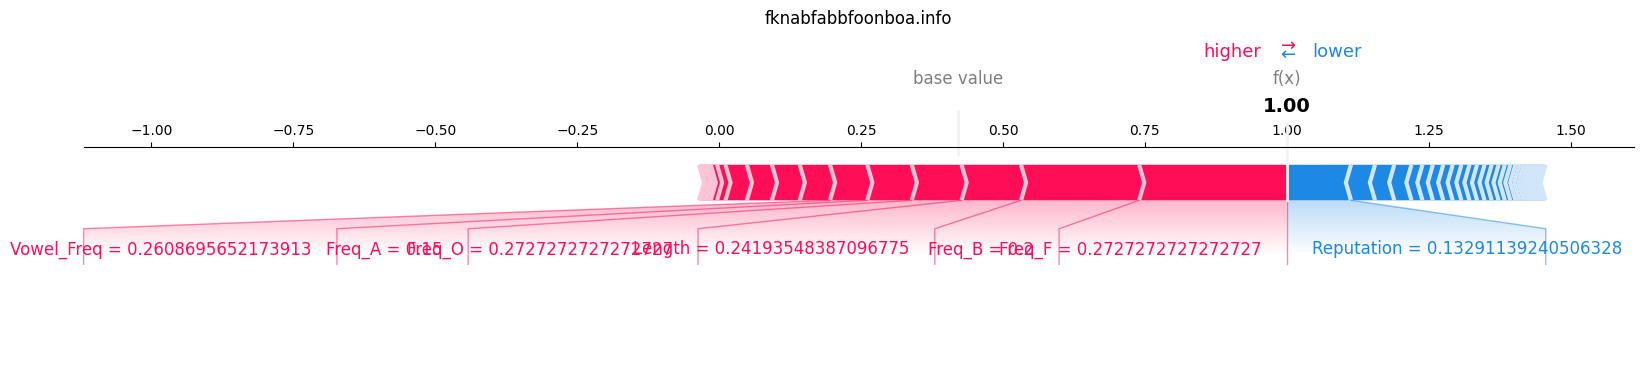 fknabfabbfoonboa.info
higher ⇄ lower
base value f(x)
1.00
−1.00 −0.75 −0.50 −0.25 0.00 0.25 0.50 0.75 1.00 1.25 1.50
Vowel_Freq = 0.2608695652173913 Freq_A = 0.15 Freq_O = 0.2727272727272727 Length = 0.24193548387096775 Freq_B = 0.2 Freq_F = 0.2727272727272727 Reputation = 0.13291139240506328